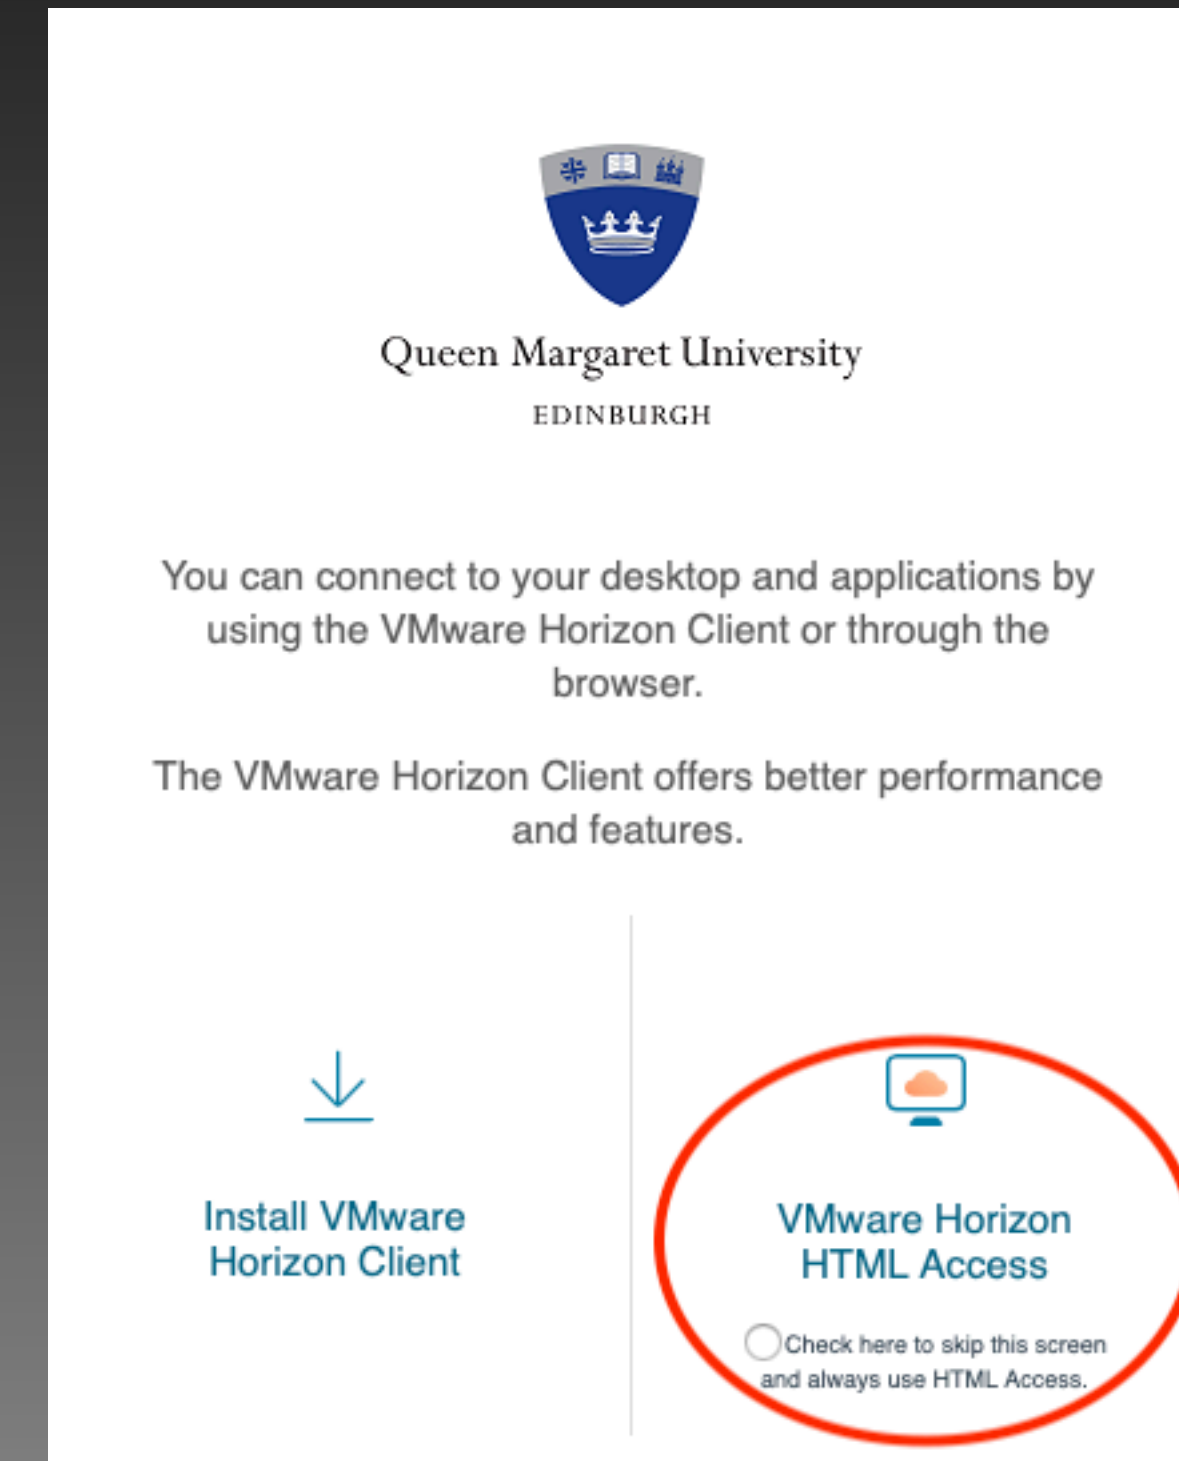 Queen Margaret University
EDINBURGH
You can connect to your desktop and applications by
using the VMware Horizon Client or through the
browser.
The VMware Horizon Client offers better performance
and features.
Install VMware
Horizon Client
VMware Horizon
HTML Access
Check here to skip this screen
and always use HTML Access.